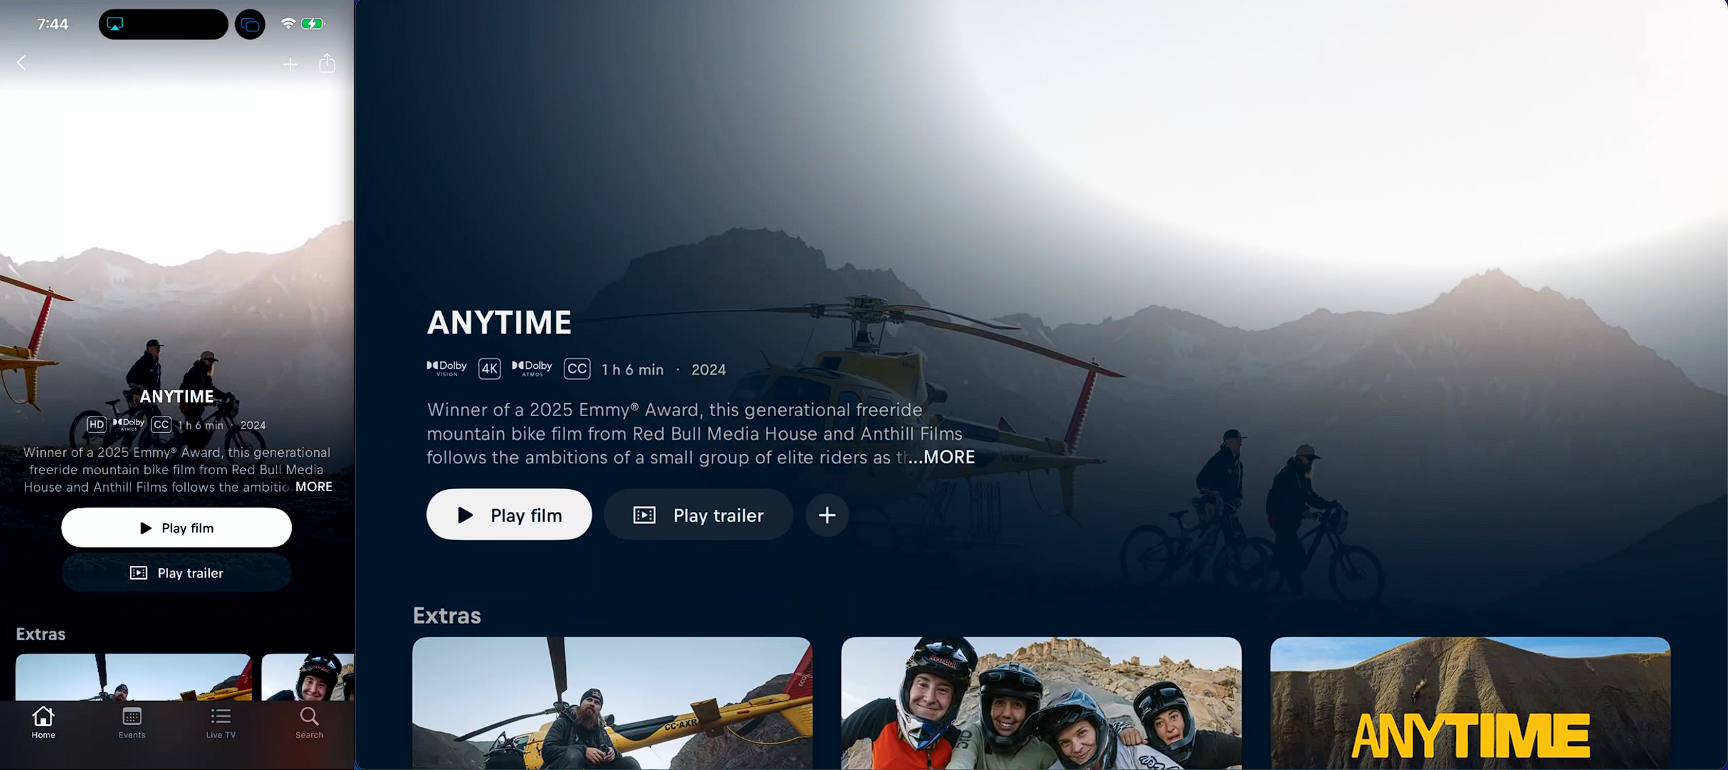 7:44
ANYTIME
HD Dolby ATMOS CC 1 h 6 min · 2024
Winner of a 2025 Emmy® Award, this generational
freeride mountain bike film from Red Bull Media
House and Anthill Films follows the ambitic MORE
Play film
Play trailer
Extras
Home
Events
Live TV
Search
ANYTIME
Dolby VISION 4K Dolby ATMOS CC 1 h 6 min · 2024
Winner of a 2025 Emmy® Award, this generational freeride
mountain bike film from Red Bull Media House and Anthill Films
follows the ambitions of a small group of elite riders as th...MORE
Play film
Play trailer
Extras
CC-AXR
ANYTIME